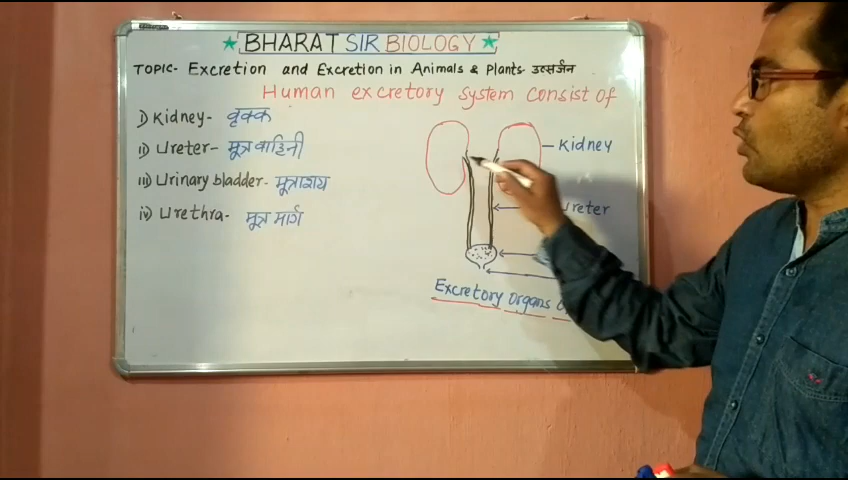 ★ BHARAT SIR BIOLOGY ★
TOPIC- Excretion and Excretion in Animals & Plants. उत्सर्जन
Human excretory system consist of
i) Kidney- वृक्क
ii) Ureter- मूत्र वाहिनी
iii) Urinary bladder- मूत्राशय
iv) Urethra- मूत्र मार्ग
Kidney
Ureter
Excretory organs